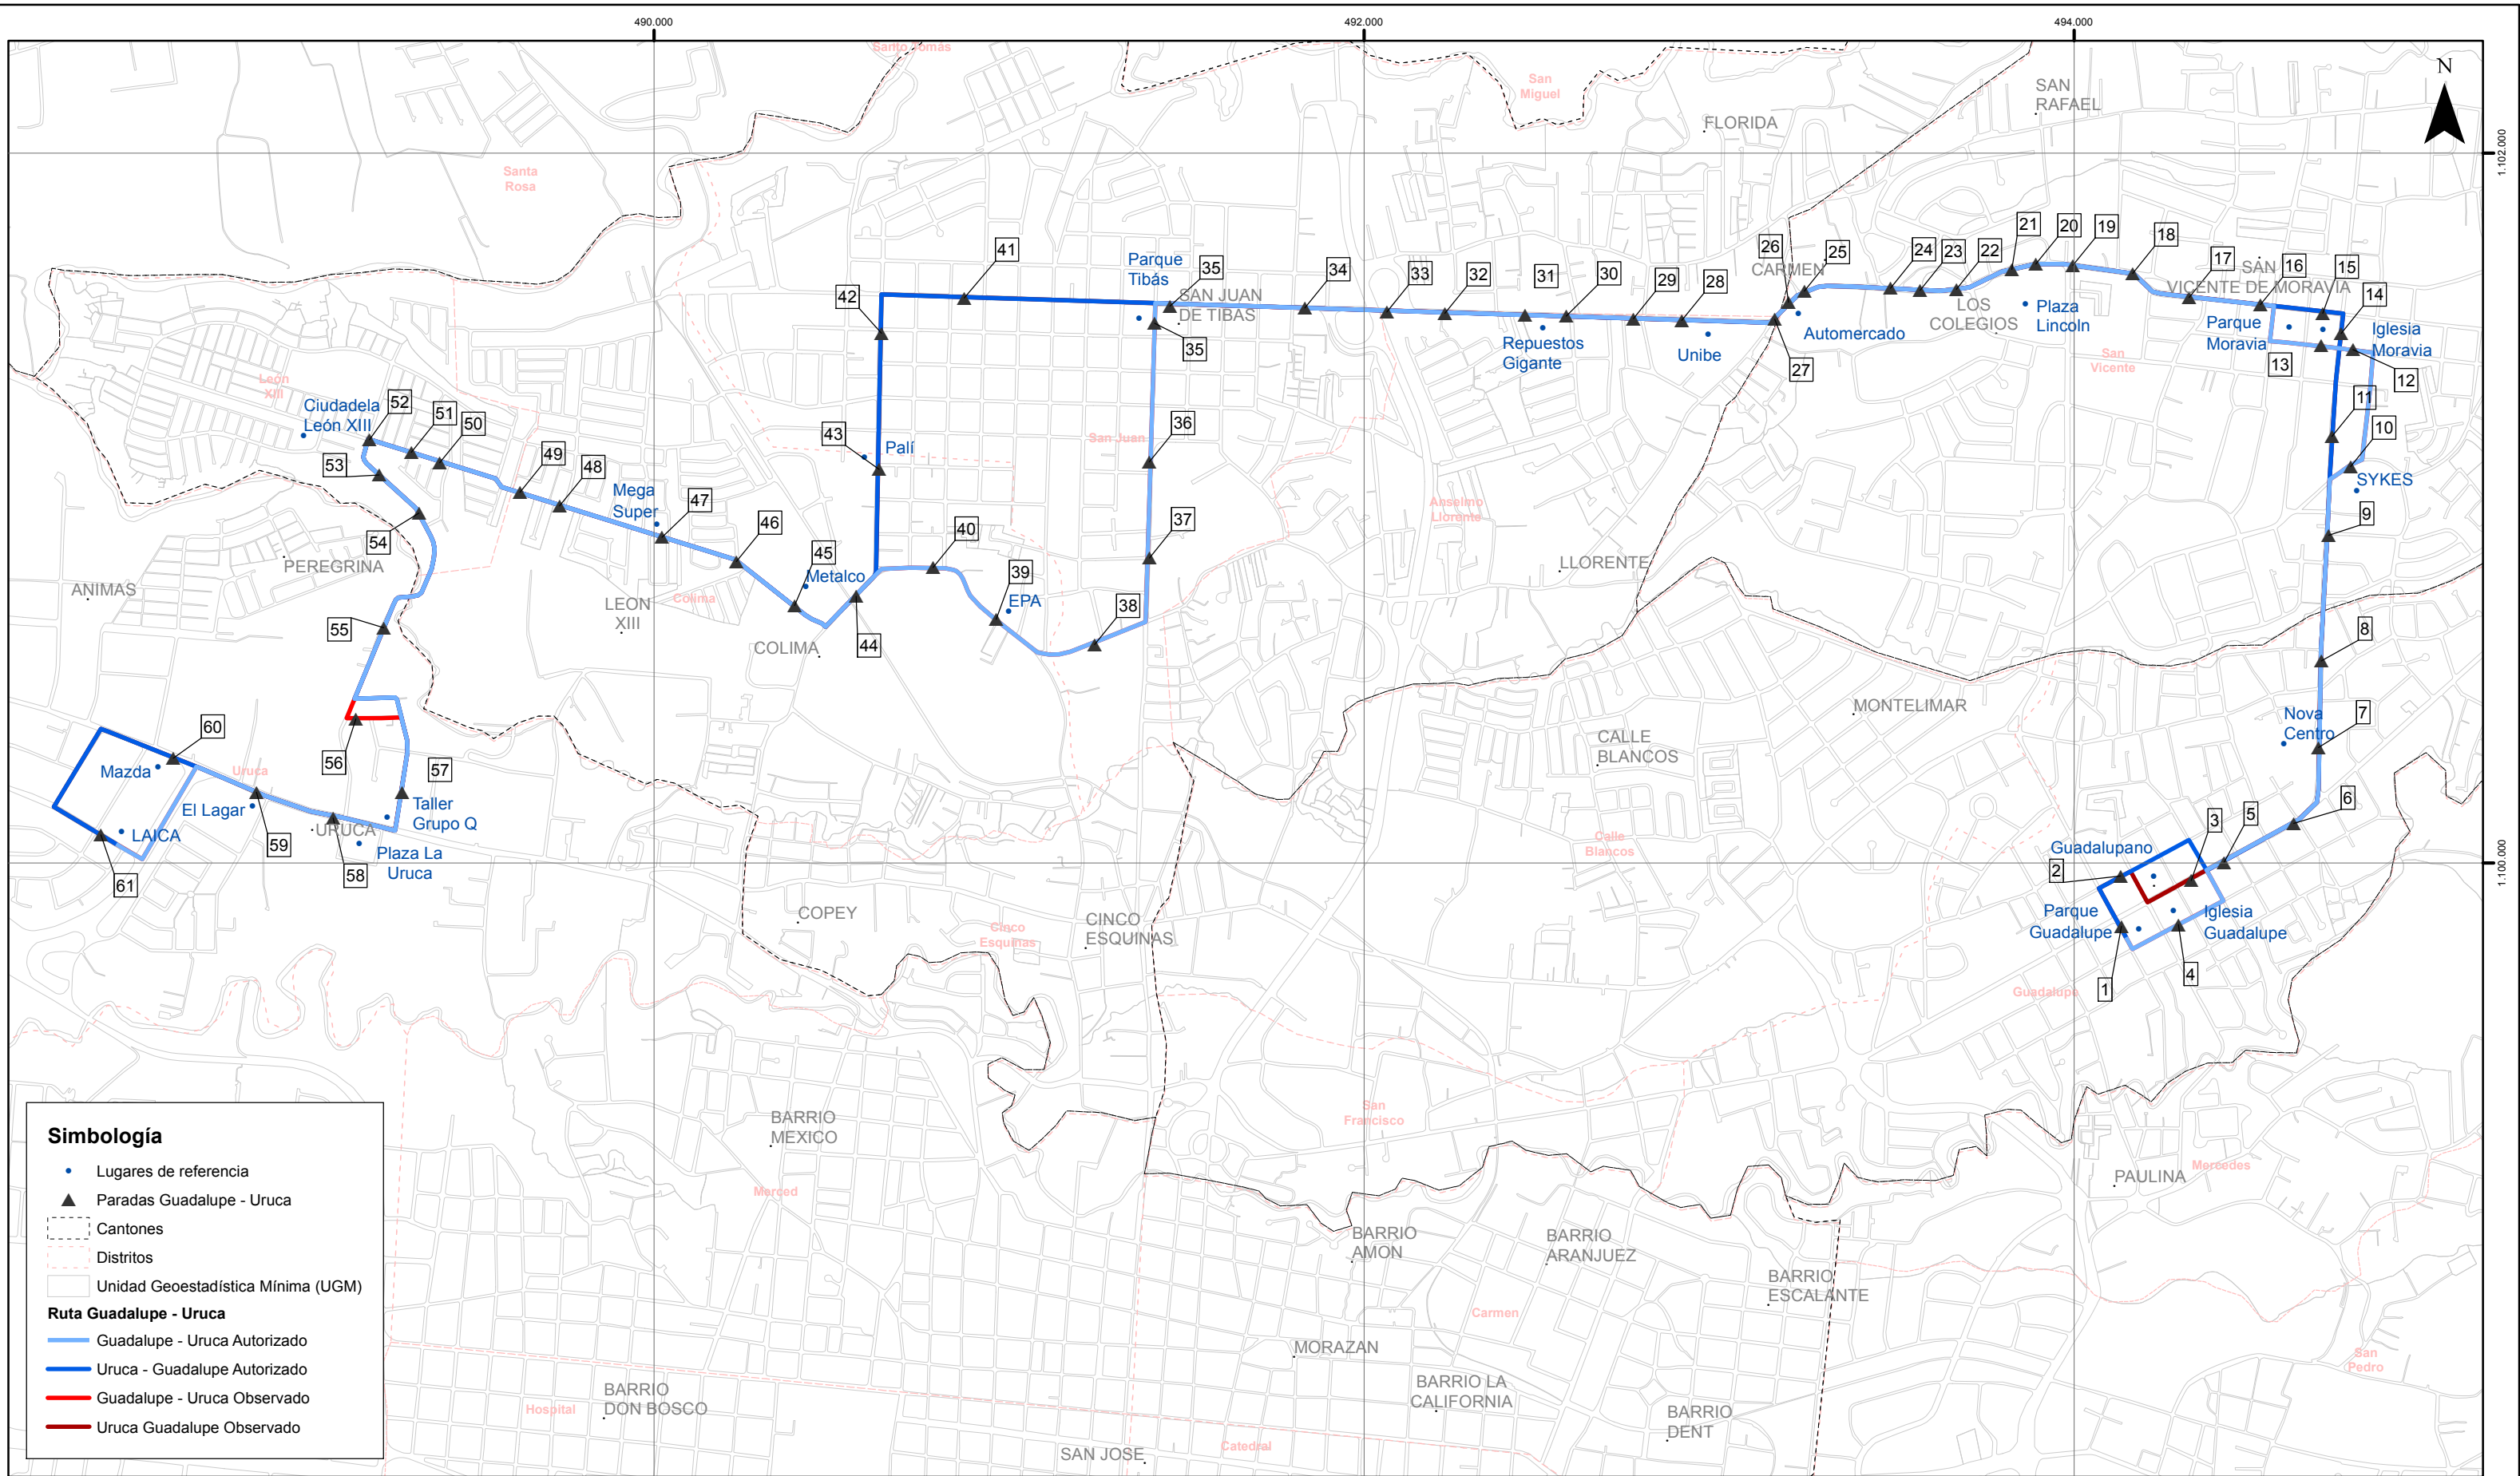 490.000
492.000
494.000
Santo Tomás
San
Miguel
SAN
RAFAEL
N
FLORIDA
1.102.000
Santa
Rosa
41
Parque
Tibás
35
SAN JUAN
DE TIBAS
34
33
32
31
30
29
28
26
CARMEN
25
24
23
22
21
20
19
18
17
SAN
VICENTE DE MORAVIA
16
15
14
42
35
Repuestos
Gigante
Unibe
Automercado
27
LOS
COLEGIOS
Plaza
Lincoln
Parque
Moravia
13
Iglesia
Moravia
12
San
Vicente
León
XIII
Ciudadela
León XIII
52
51
50
43
Palí
San Juan
36
11
10
53
49
48
Mega
Super
47
46
SYKES
Anselmo
Llorente
54
40
37
9
PEREGRINA
ANIMAS
45
Metalco
39
EPA
LLORENTE
LEON
XIII
Colima
38
55
COLIMA
44
8
MONTELIMAR
60
Nova
Centro
7
CALLE
BLANCOS
56
Mazda
Uruca
57
El Lagar
Taller
Grupo Q
LAICA
URUCA
59
Plaza La
Uruca
58
61
Calle
Blancos
6
5
3
Guadalupano
2
1.100.000
COPEY
Cinco
Esquinas
CINCO
ESQUINAS
Parque
Guadalupe
Iglesia
Guadalupe
1
4
Guadalupe
BARRIO
MEXICO
San
Francisco
Merced
PAULINA
Mercedes
BARRIO
AMON
BARRIO
ARANJUEZ
BARRIO
ESCALANTE
Carmen
MORAZAN
San
Pedro
BARRIO
DON BOSCO
Hospital
BARRIO LA
CALIFORNIA
BARRIO
DENT
Catedral
SAN JOSE
Simbología
Lugares de referencia
Paradas Guadalupe - Uruca
Cantones
Distritos
Unidad Geoestadística Mínima (UGM)
Ruta Guadalupe - Uruca
Guadalupe - Uruca Autorizado
Uruca - Guadalupe Autorizado
Guadalupe - Uruca Observado
Uruca Guadalupe Observado